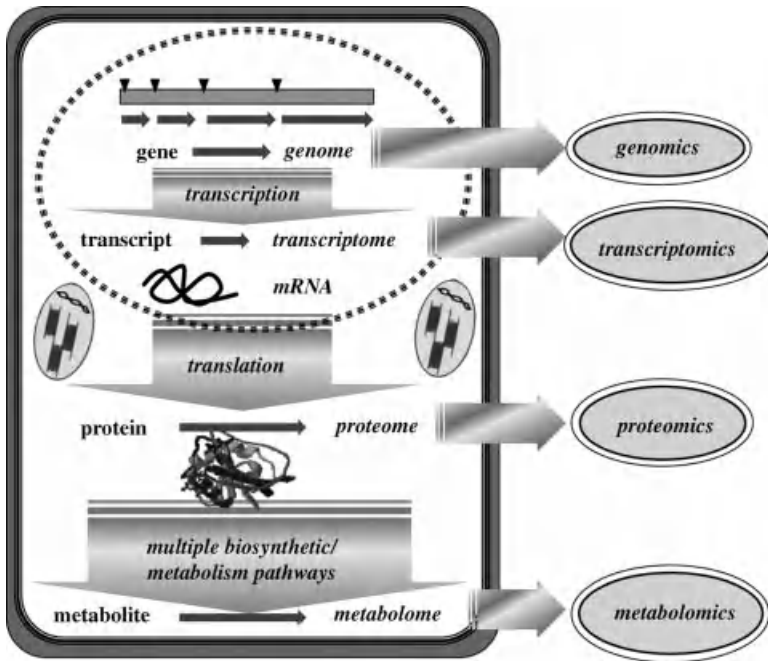 gene genome genomics
transcription
transcript transcriptome transcriptomics
mRNA
translation
protein proteome proteomics
multiple biosynthetic/
metabolism pathways
metabolite metabolome metabolomics